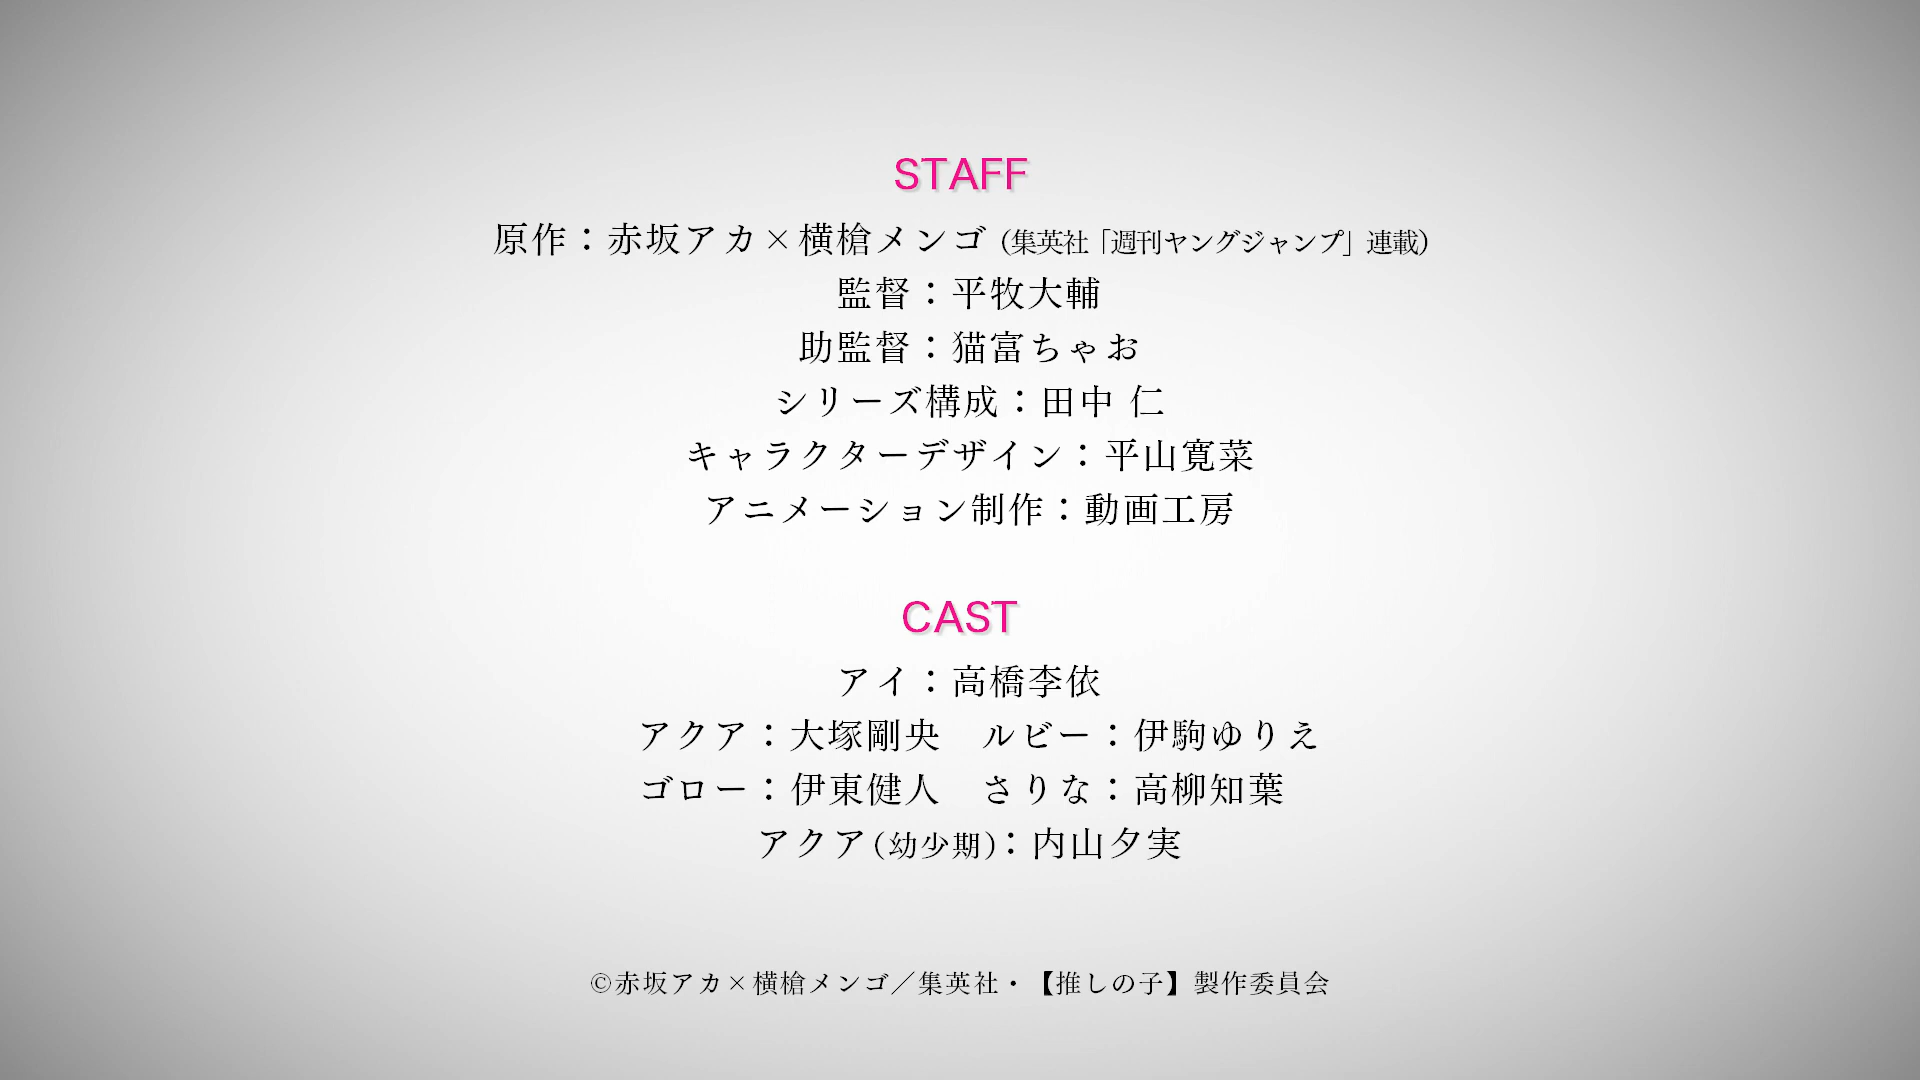 STAFF
原作：赤坂アカ×横槍メンゴ（集英社「週刊ヤングジャンプ」連載）
監督：平牧大輔
助監督：猫富ちゃお
シリーズ構成：田中 仁
キャラクターデザイン：平山寛菜
アニメーション制作：動画工房
CAST
アイ：高橋李依
アクア：大塚剛央　ルビー：伊駒ゆりえ
ゴロー：伊東健人　さりな：高柳知葉
アクア（幼少期）：内山夕実
©赤坂アカ×横槍メンゴ／集英社・【推しの子】製作委員会